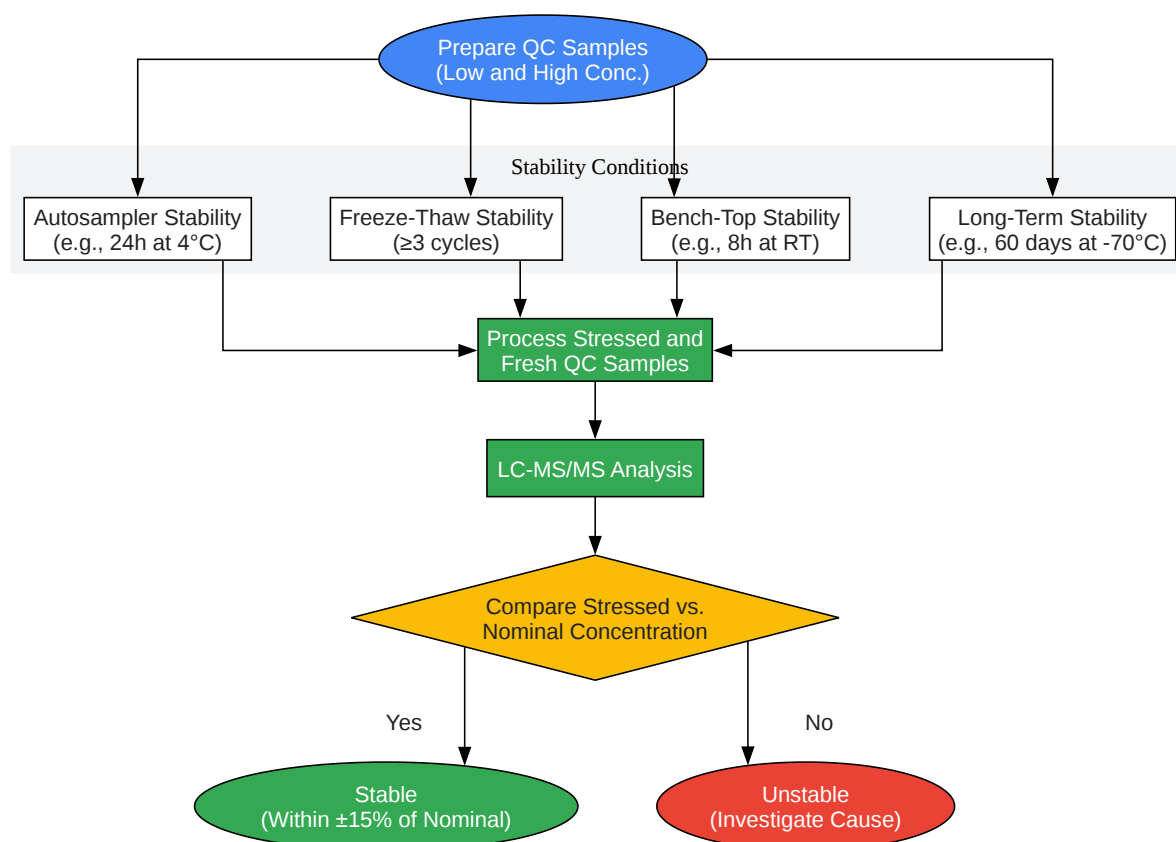 Prepare QC Samples
(Low and High Conc.)
Stability Conditions
Autosampler Stability
(e.g., 24h at 4°C)
Freeze-Thaw Stability
(≥3 cycles)
Bench-Top Stability
(e.g., 8h at RT)
Long-Term Stability
(e.g., 60 days at -70°C)
Process Stressed and
Fresh QC Samples
LC-MS/MS Analysis
Compare Stressed vs.
Nominal Concentration
Yes
No
Stable
(Within ±15% of Nominal)
Unstable
(Investigate Cause)